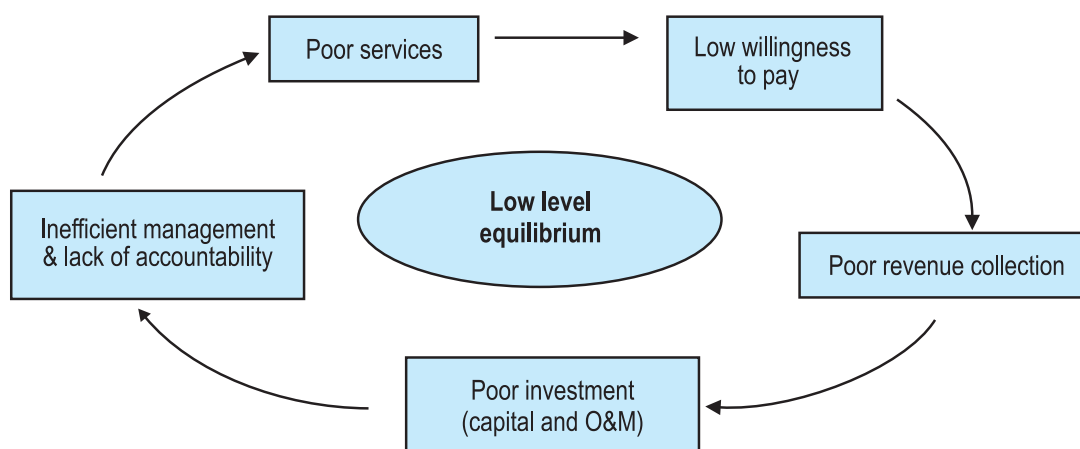 Poor services
Low willingness
to pay
Low level
equilibrium
Inefficient management
& lack of accountability
Poor revenue collection
Poor investment
(capital and O&M)